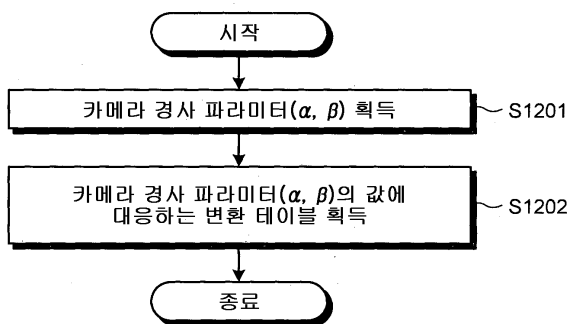 시작
카메라 경사 파라미터(α, β) 획득
S1201
카메라 경사 파라미터(α, β)의 값에
대응하는 변환 테이블 획득
S1202
종료